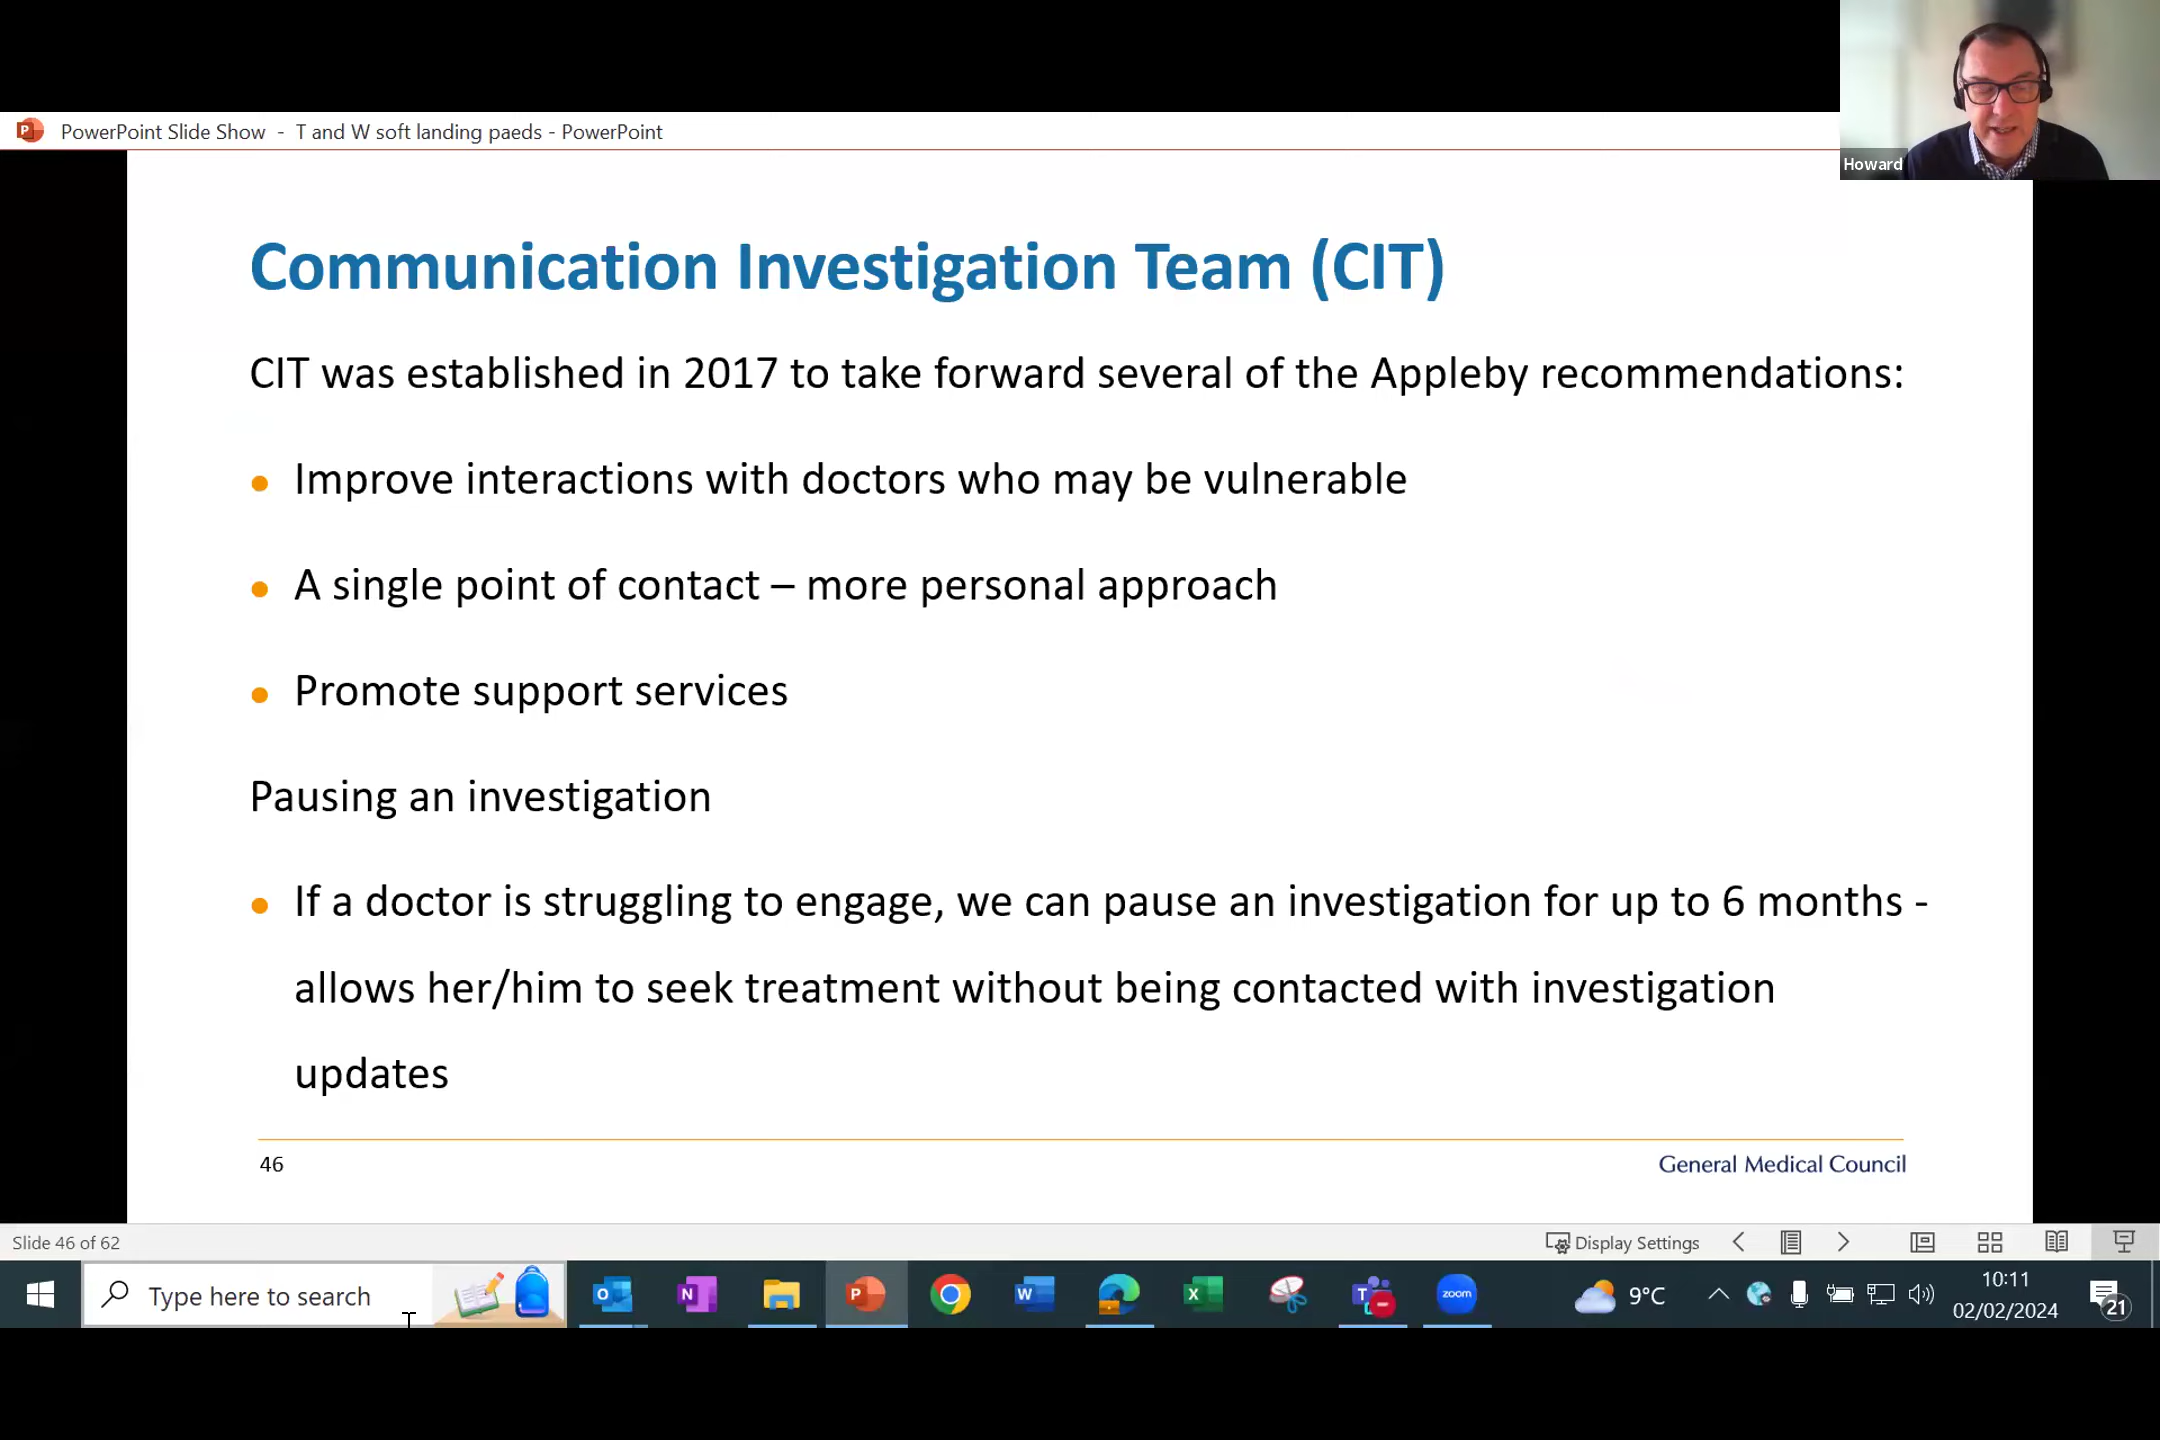 PowerPoint Slide Show - T and W soft landing paeds - PowerPoint
Howard
Communication Investigation Team (CIT)
CIT was established in 2017 to take forward several of the Appleby recommendations:
Improve interactions with doctors who may be vulnerable
A single point of contact – more personal approach
Promote support services
Pausing an investigation
If a doctor is struggling to engage, we can pause an investigation for up to 6 months -
allows her/him to seek treatment without being contacted with investigation
updates
46
General Medical Council
Slide 46 of 62
Display Settings
Type here to search
zoom
9°C
10:11
02/02/2024
21